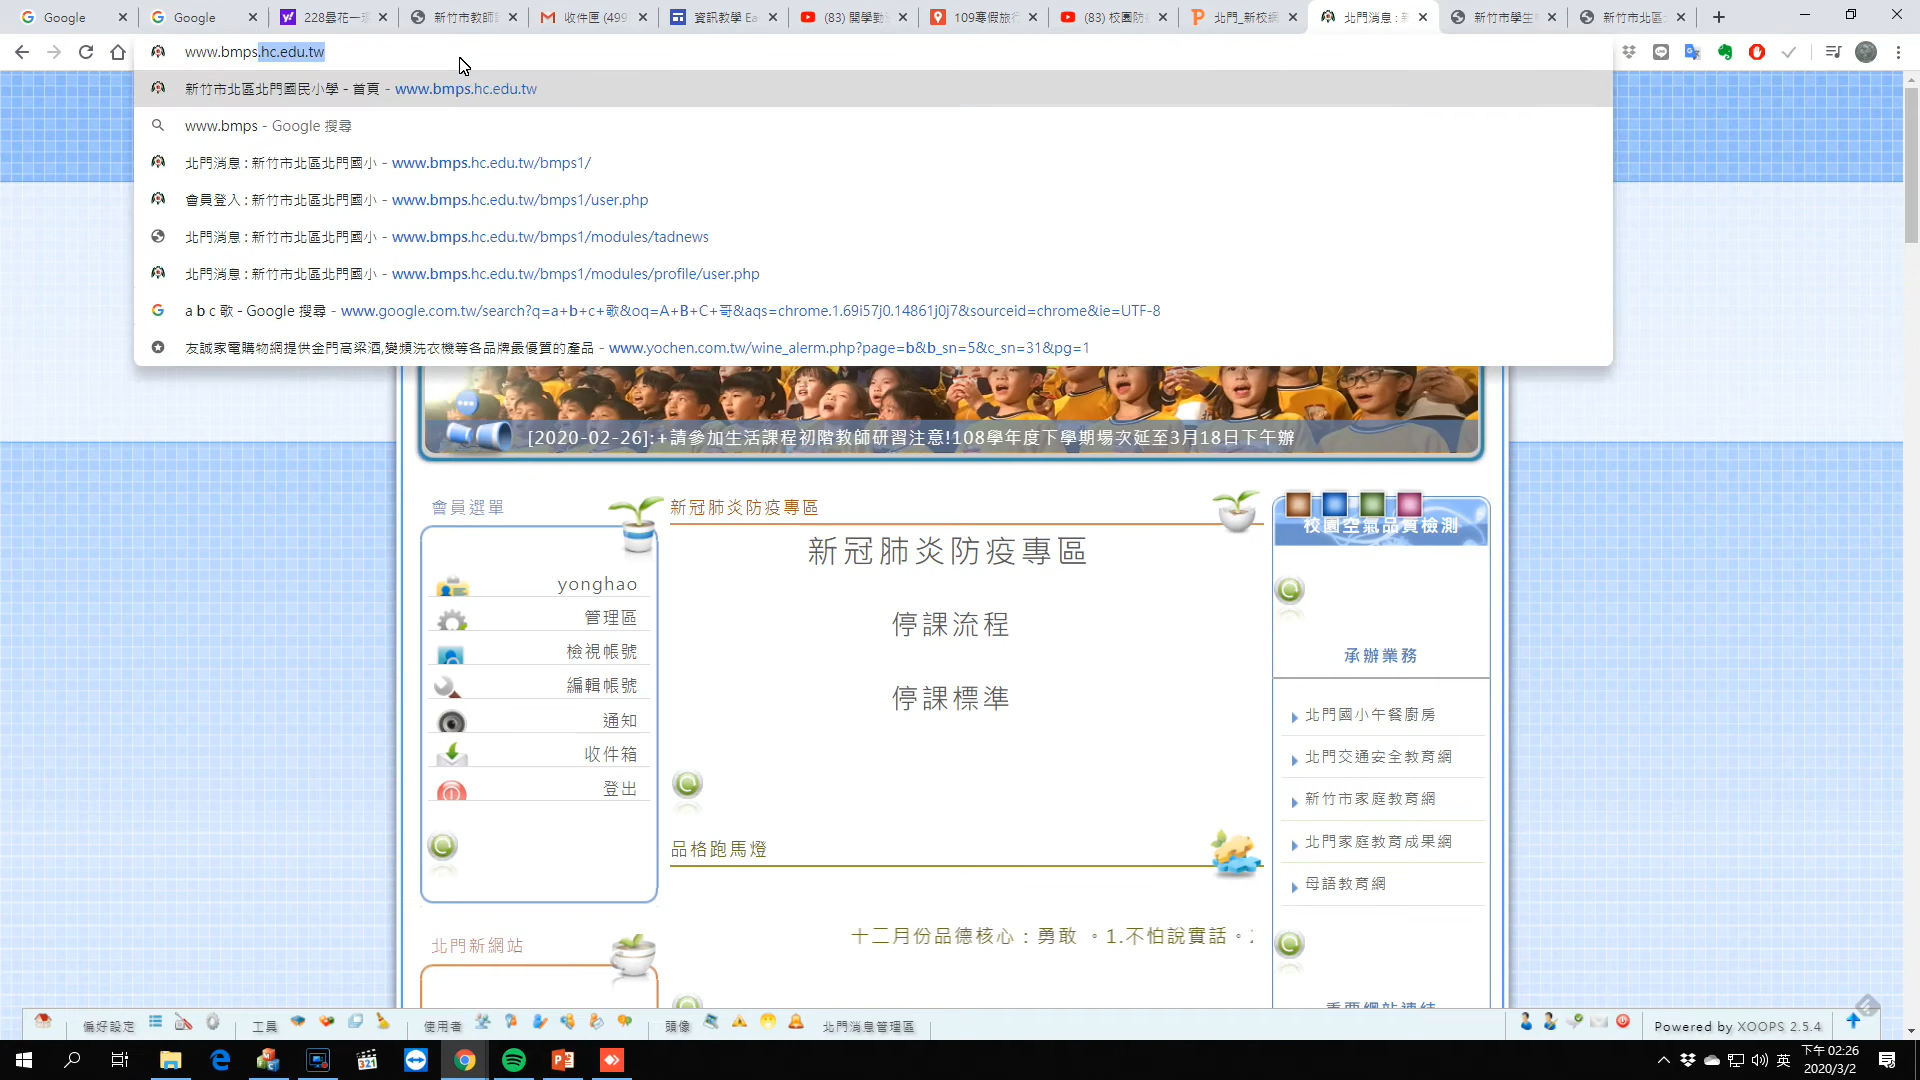 Google
Google
228曇花一現
新竹市教師
收件匣 (499
資訊教學 Ea
(83) 開學勤
109寒假旅行
(83) 校園防
北門_新校網
北門消息 : 新
新竹市學生
新竹市北區
www.bmps.hc.edu.tw
新竹市北區北門國民小學 - 首頁 - www.bmps.hc.edu.tw
www.bmps - Google 搜尋
北門消息 : 新竹市北區北門國小 - www.bmps.hc.edu.tw/bmps1/
會員登入 : 新竹市北區北門國小 - www.bmps.hc.edu.tw/bmps1/user.php
北門消息 : 新竹市北區北門國小 - www.bmps.hc.edu.tw/bmps1/modules/tadnews
北門消息 : 新竹市北區北門國小 - www.bmps.hc.edu.tw/bmps1/modules/profile/user.php
a b c 歌 - Google 搜尋 - www.google.com.tw/search?q=a+b+c+歌&oq=A+B+C+哥&aqs=chrome.1.69i57j0.14861j0j7&sourceid=chrome&ie=UTF-8
友誠家電購物網提供金門高梁酒,變頻洗衣機等各品牌最優質的產品 - www.yochen.com.tw/wine_alerm.php?page=b&b_sn=5&c_sn=31&pg=1
[2020-02-26]:+請參加生活課程初階教師研習注意!108學年度下學期場次延至3月18日下午辦
會員選單
yonghao
管理區
檢視帳號
編輯帳號
通知
收件箱
登出
北門新網站
新冠肺炎防疫專區
新冠肺炎防疫專區
停課流程
停課標準
品格跑馬燈
十二月份品德核心：勇敢 。1.不怕說實話。
校園空氣品質檢測
承辦業務
北門國小午餐廚房
北門交通安全教育網
新竹市家庭教育網
北門家庭教育成果網
母語教育網
重要網站連結
偏好設定
工具
使用者
頭像
北門消息管理區
Powered by XOOPS 2.5.4
321
英
下午 02:26
2020/3/2